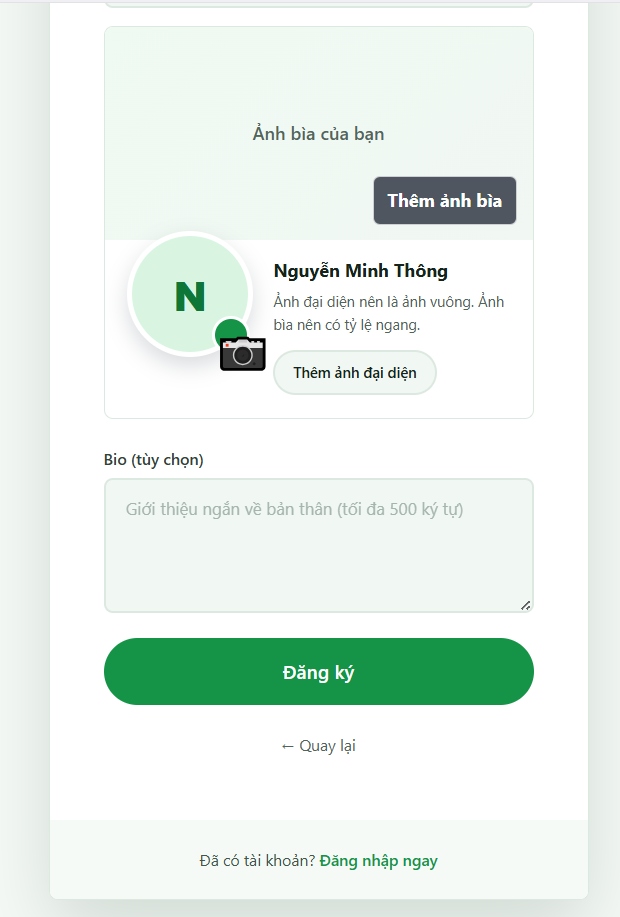 Ảnh bìa của bạn
Thêm ảnh bìa
N
Nguyễn Minh Thông
Ảnh đại diện nên là ảnh vuông. Ảnh
bìa nên có tỷ lệ ngang.
Thêm ảnh đại diện
Bio (tùy chọn)
Giới thiệu ngắn về bản thân (tối đa 500 ký tự)
Đăng ký
← Quay lại
Đã có tài khoản? Đăng nhập ngay